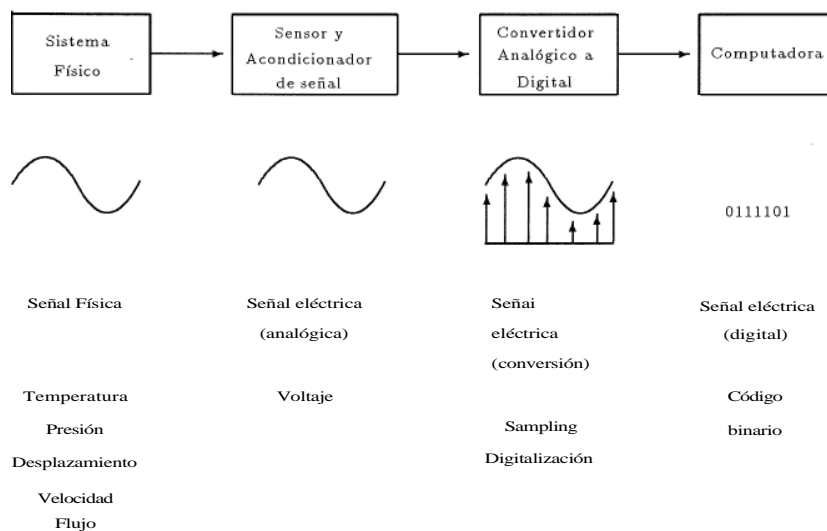 Sistema
Físico
Sensor y
Acondicionador
de señal
Convertidor
Analógico a
Digital
Computadora
0111101
Señal Física
Señal eléctrica
(analógica)
Señai
eléctrica
(conversión)
Señal eléctrica
(digital)
Temperatura
Presión
Desplazamiento
Velocidad
Flujo
Voltaje
Sampling
Digitalización
Código
binario